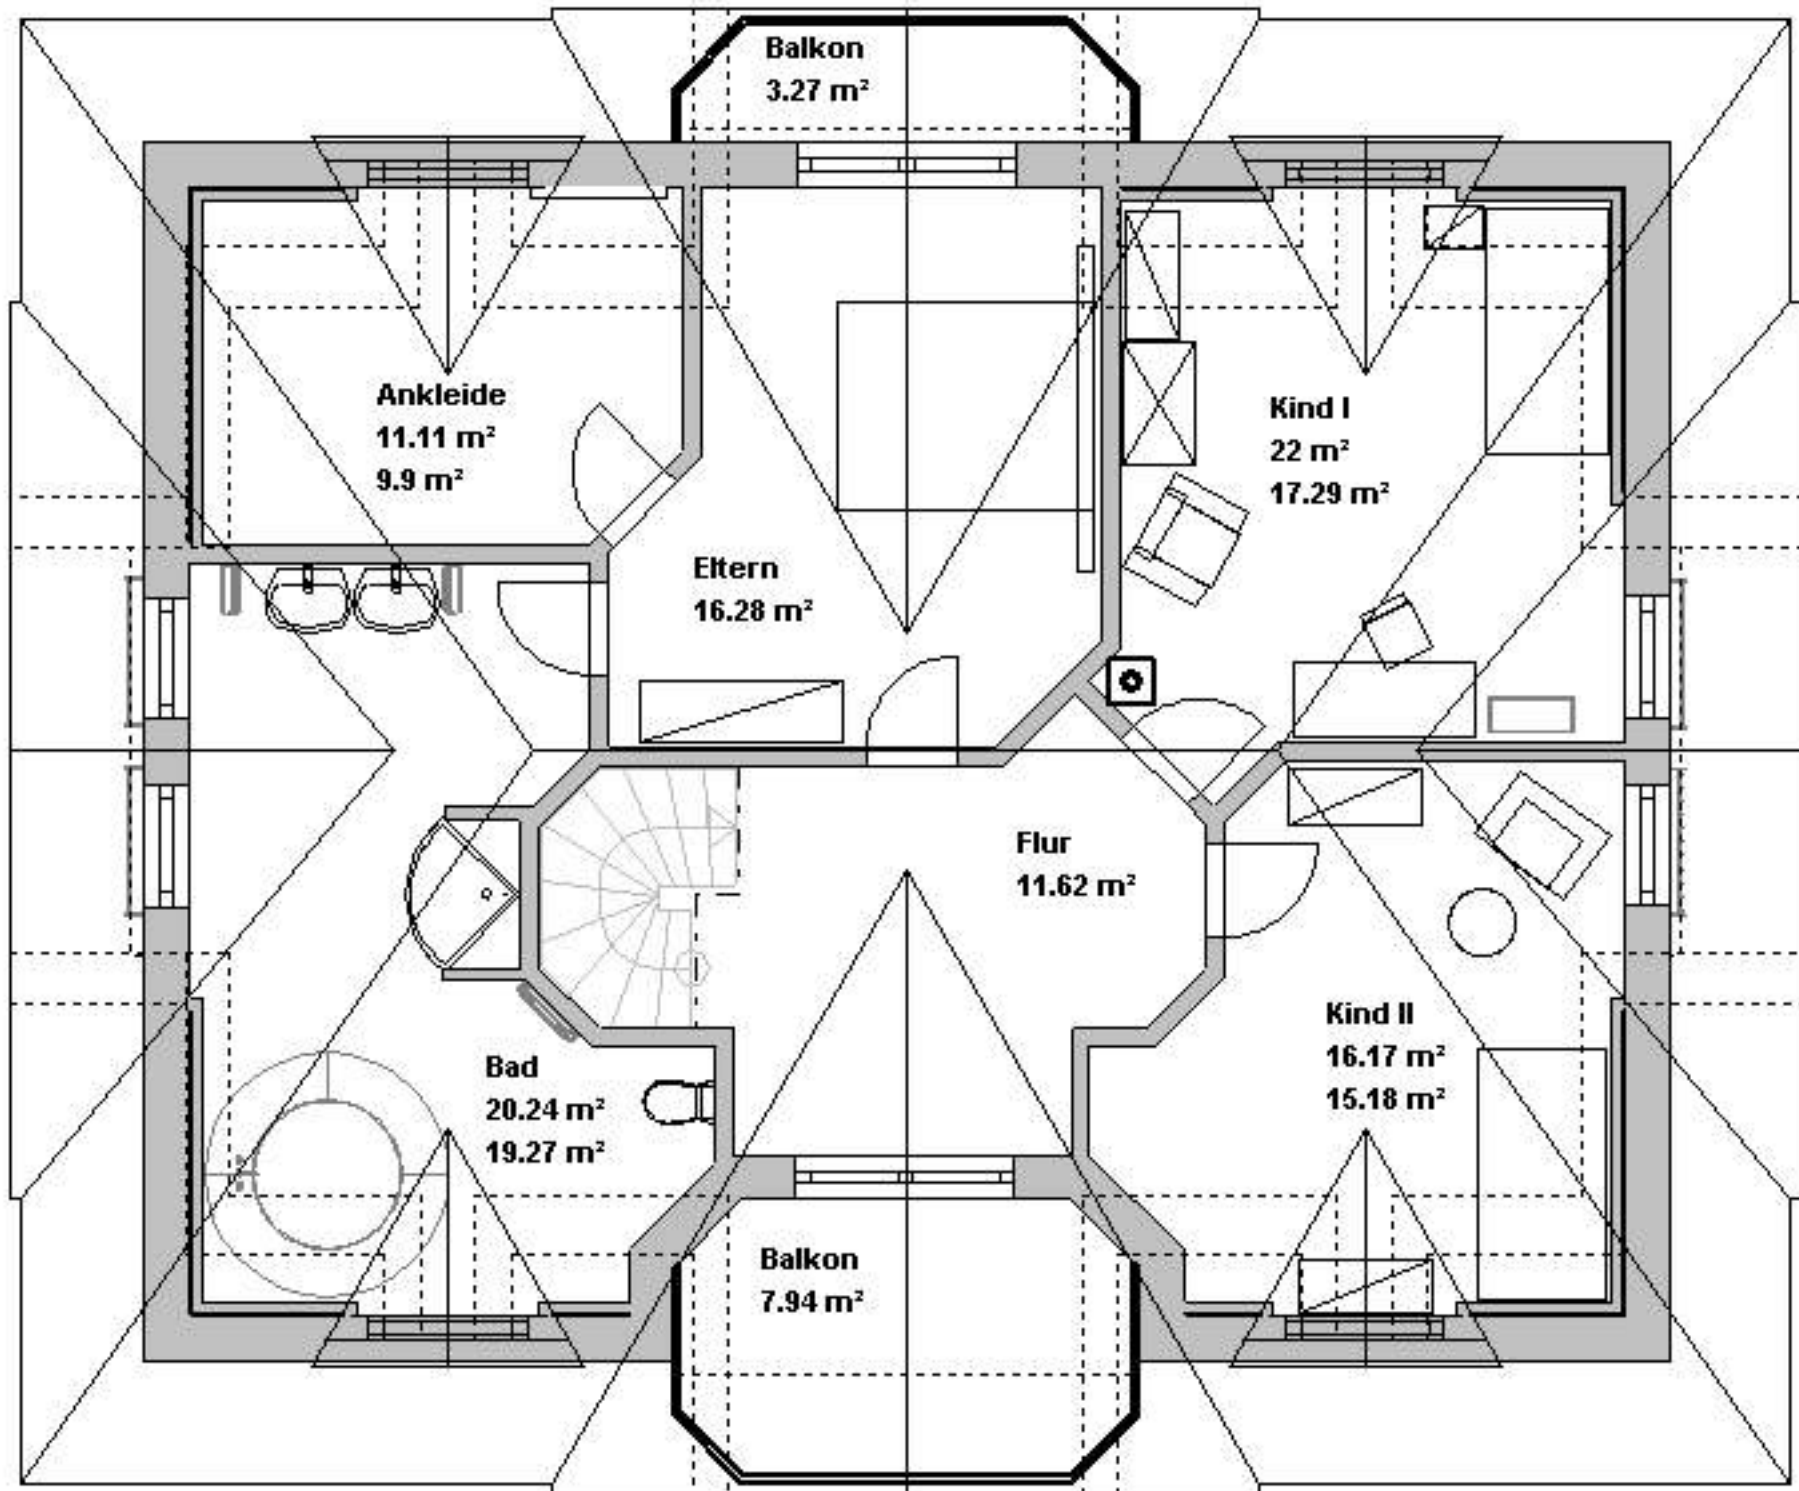 Balkon
3.27 m²
Ankleide
11.11 m²
9.9 m²
Kind I
22 m²
17.29 m²
Eltern
16.28 m²
Flur
11.62 m²
Kind II
16.17 m²
15.18 m²
Bad
20.24 m²
19.27 m²
Balkon
7.94 m²